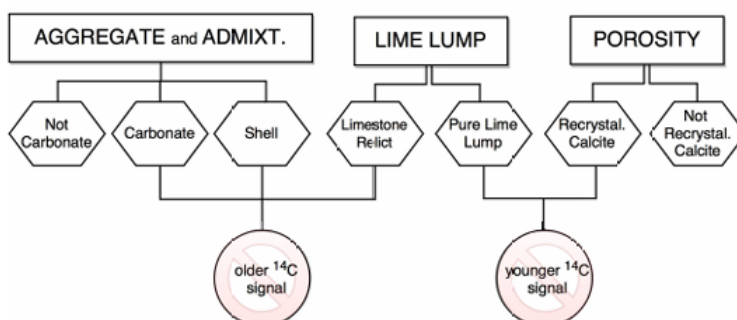 AGGREGATE and ADMIXT.
LIME LUMP
POROSITY
Not
Carbonate
Carbonate
Shell
Limestone
Relict
Pure Lime
Lump
Recrystal.
Calcite
Not
Recrystal.
Calcite
older ¹⁴C
signal
younger ¹⁴C
signal